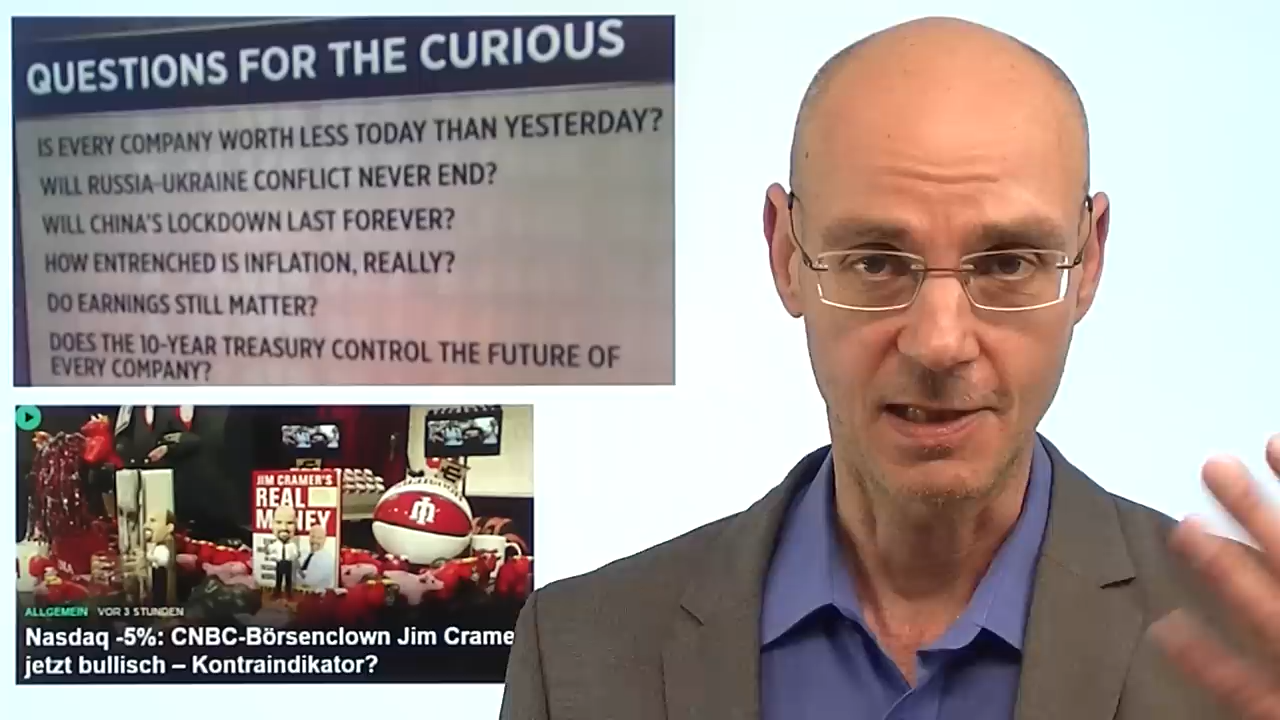 QUESTIONS FOR THE CURIOUS
IS EVERY COMPANY WORTH LESS TODAY THAN YESTERDAY?
WILL RUSSIA-UKRAINE CONFLICT NEVER END?
WILL CHINA'S LOCKDOWN LAST FOREVER?
HOW ENTRENCHED IS INFLATION, REALLY?
DO EARNINGS STILL MATTER?
DOES THE 10-YEAR TREASURY CONTROL THE FUTURE OF
EVERY COMPANY?
JIM CRAMER'S
REAL
MONEY
ALLGEMEIN VOR 3 STUNDEN
Nasdaq -5%: CNBC-Börsenclown Jim Crame
jetzt bullisch – Kontraindikator?